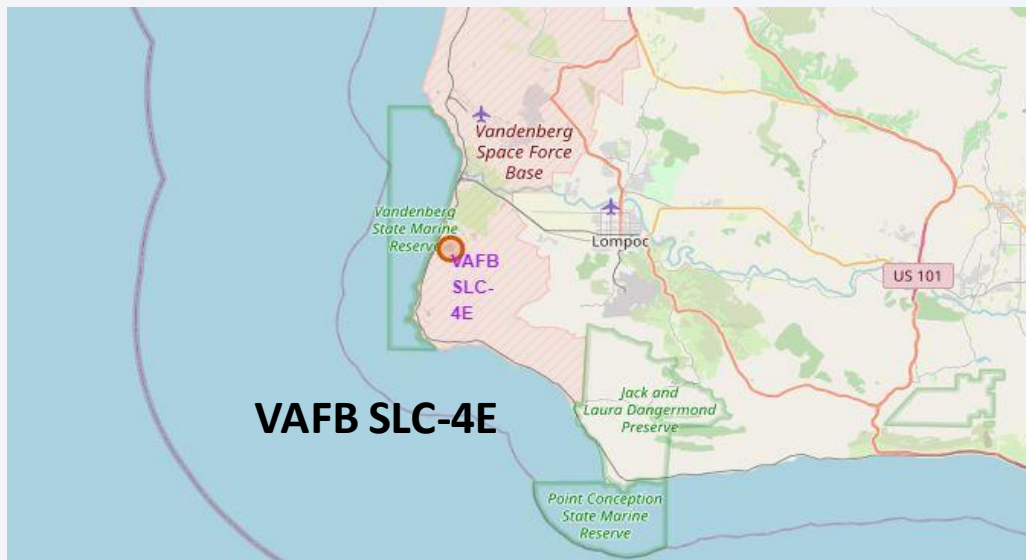 Vandenberg
Space Force
Base
Vandenberg
State Marine
Reserve
VAFB
SLC-
4E
Lompoc
US 101
Jack and
Laura Dangermond
Preserve
VAFB SLC-4E
Point Conception
State Marine
Reserve